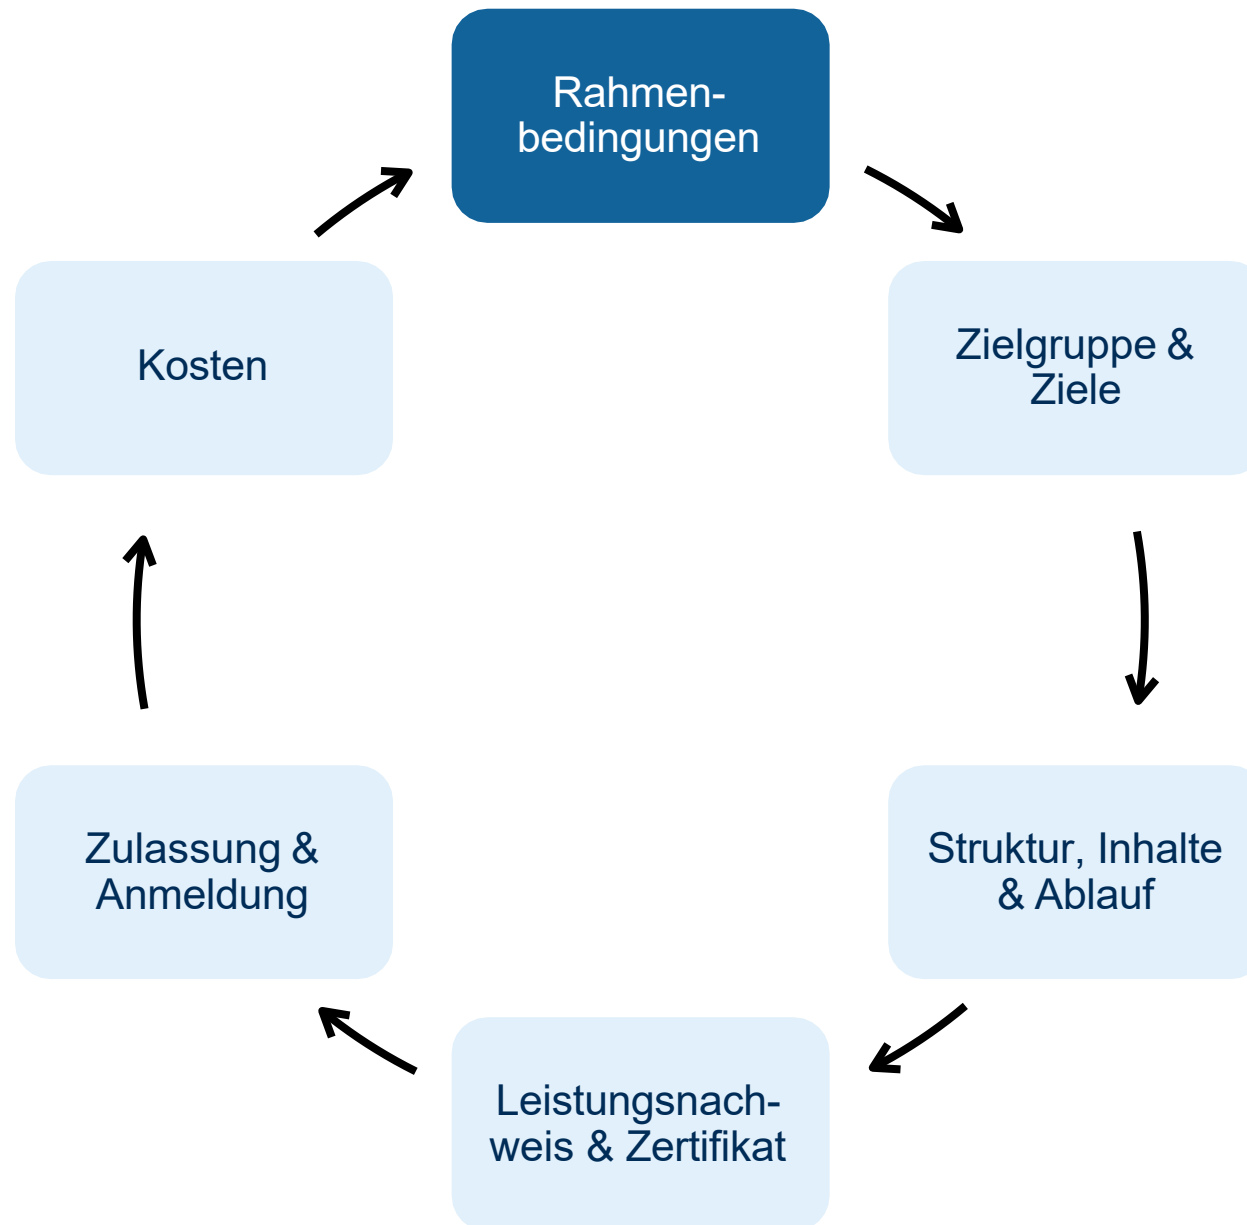 Rahmen-
bedingungen
Zielgruppe &
Ziele
Struktur, Inhalte
& Ablauf
Leistungsnach-
weis & Zertifikat
Zulassung &
Anmeldung
Kosten